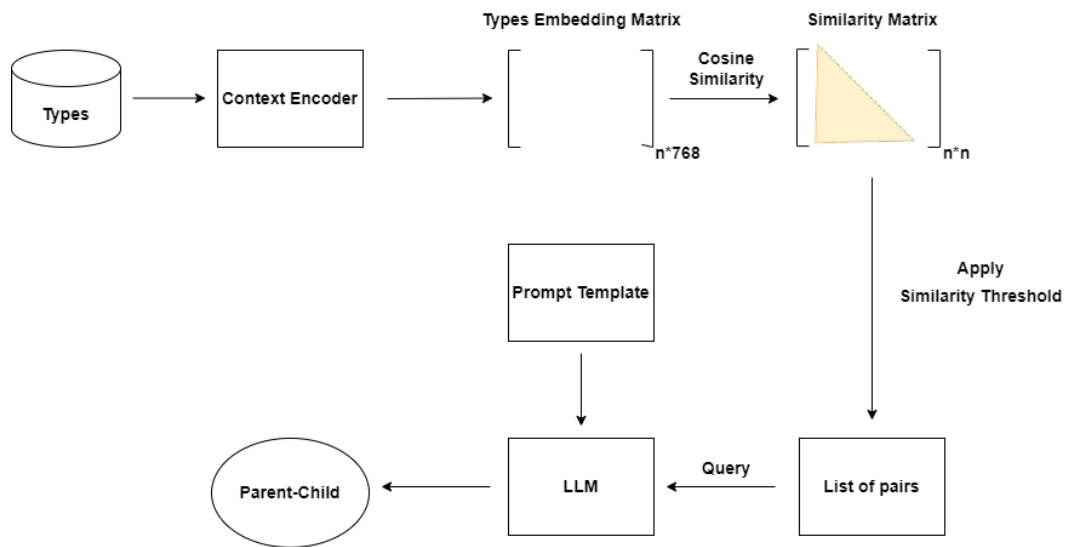 Types Embedding Matrix
Similarity Matrix
Types
Context Encoder
Cosine
Similarity
n*768
n*n
Prompt Template
Apply
Similarity Threshold
Parent-Child
LLM
Query
List of pairs